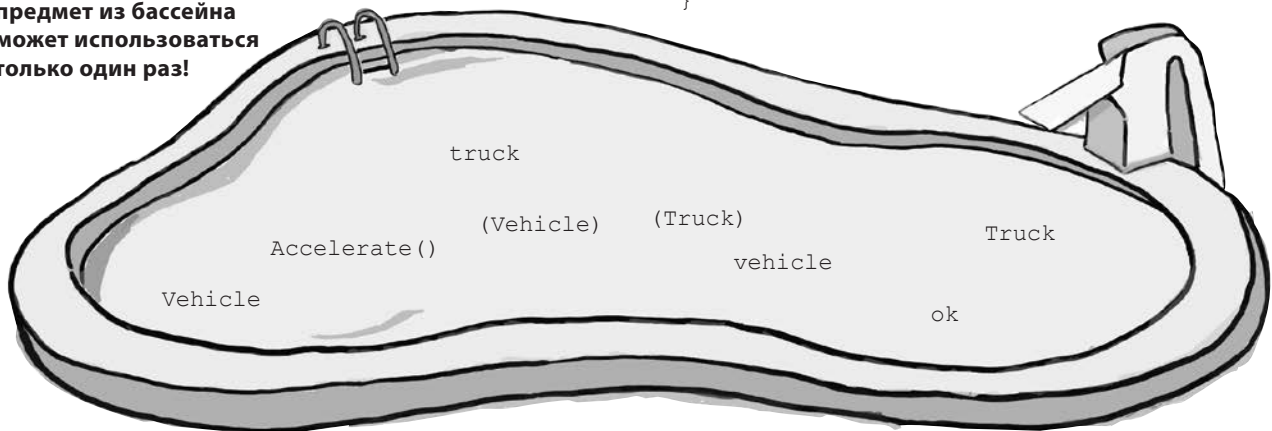 предмет из бассейна
может использоваться
только один раз!
}
truck
(Vehicle) (Truck)
Truck
Accelerate()
vehicle
Vehicle
ok